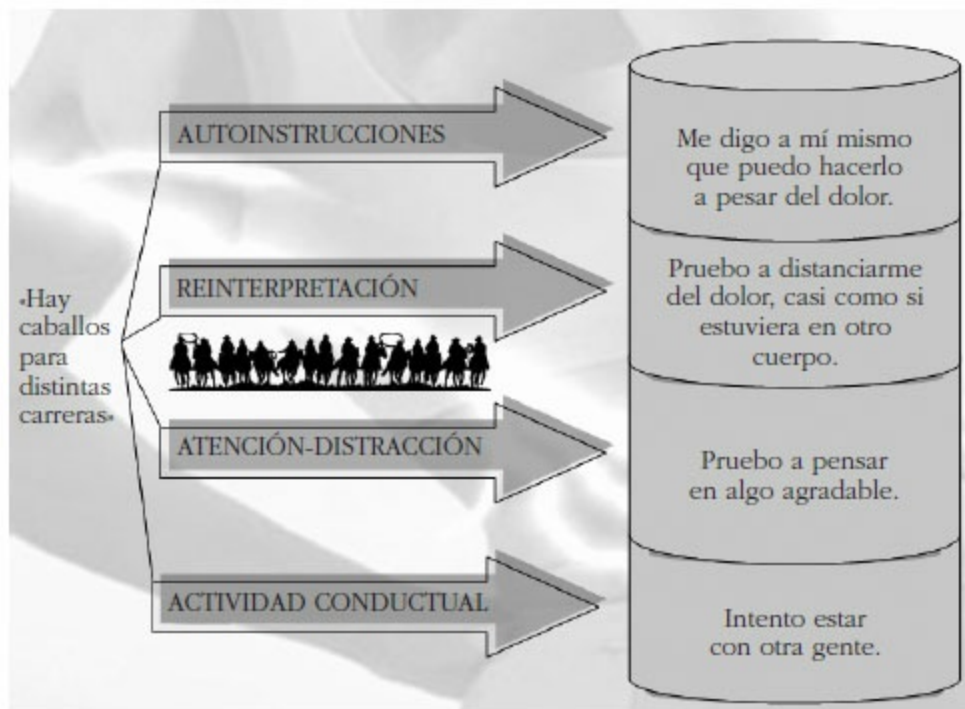 «Hay
caballos
para
distintas
carreras»
AUTOINSTRUCCIONES
Me digo a mí mismo
que puedo hacerlo
a pesar del dolor.
REINTERPRETACIÓN
Pruebo a distanciarme
del dolor, casi como si
estuviera en otro
cuerpo.
ATENCIÓN-DISTRACCIÓN
Pruebo a pensar
en algo agradable.
ACTIVIDAD CONDUCTUAL
Intento estar
con otra gente.